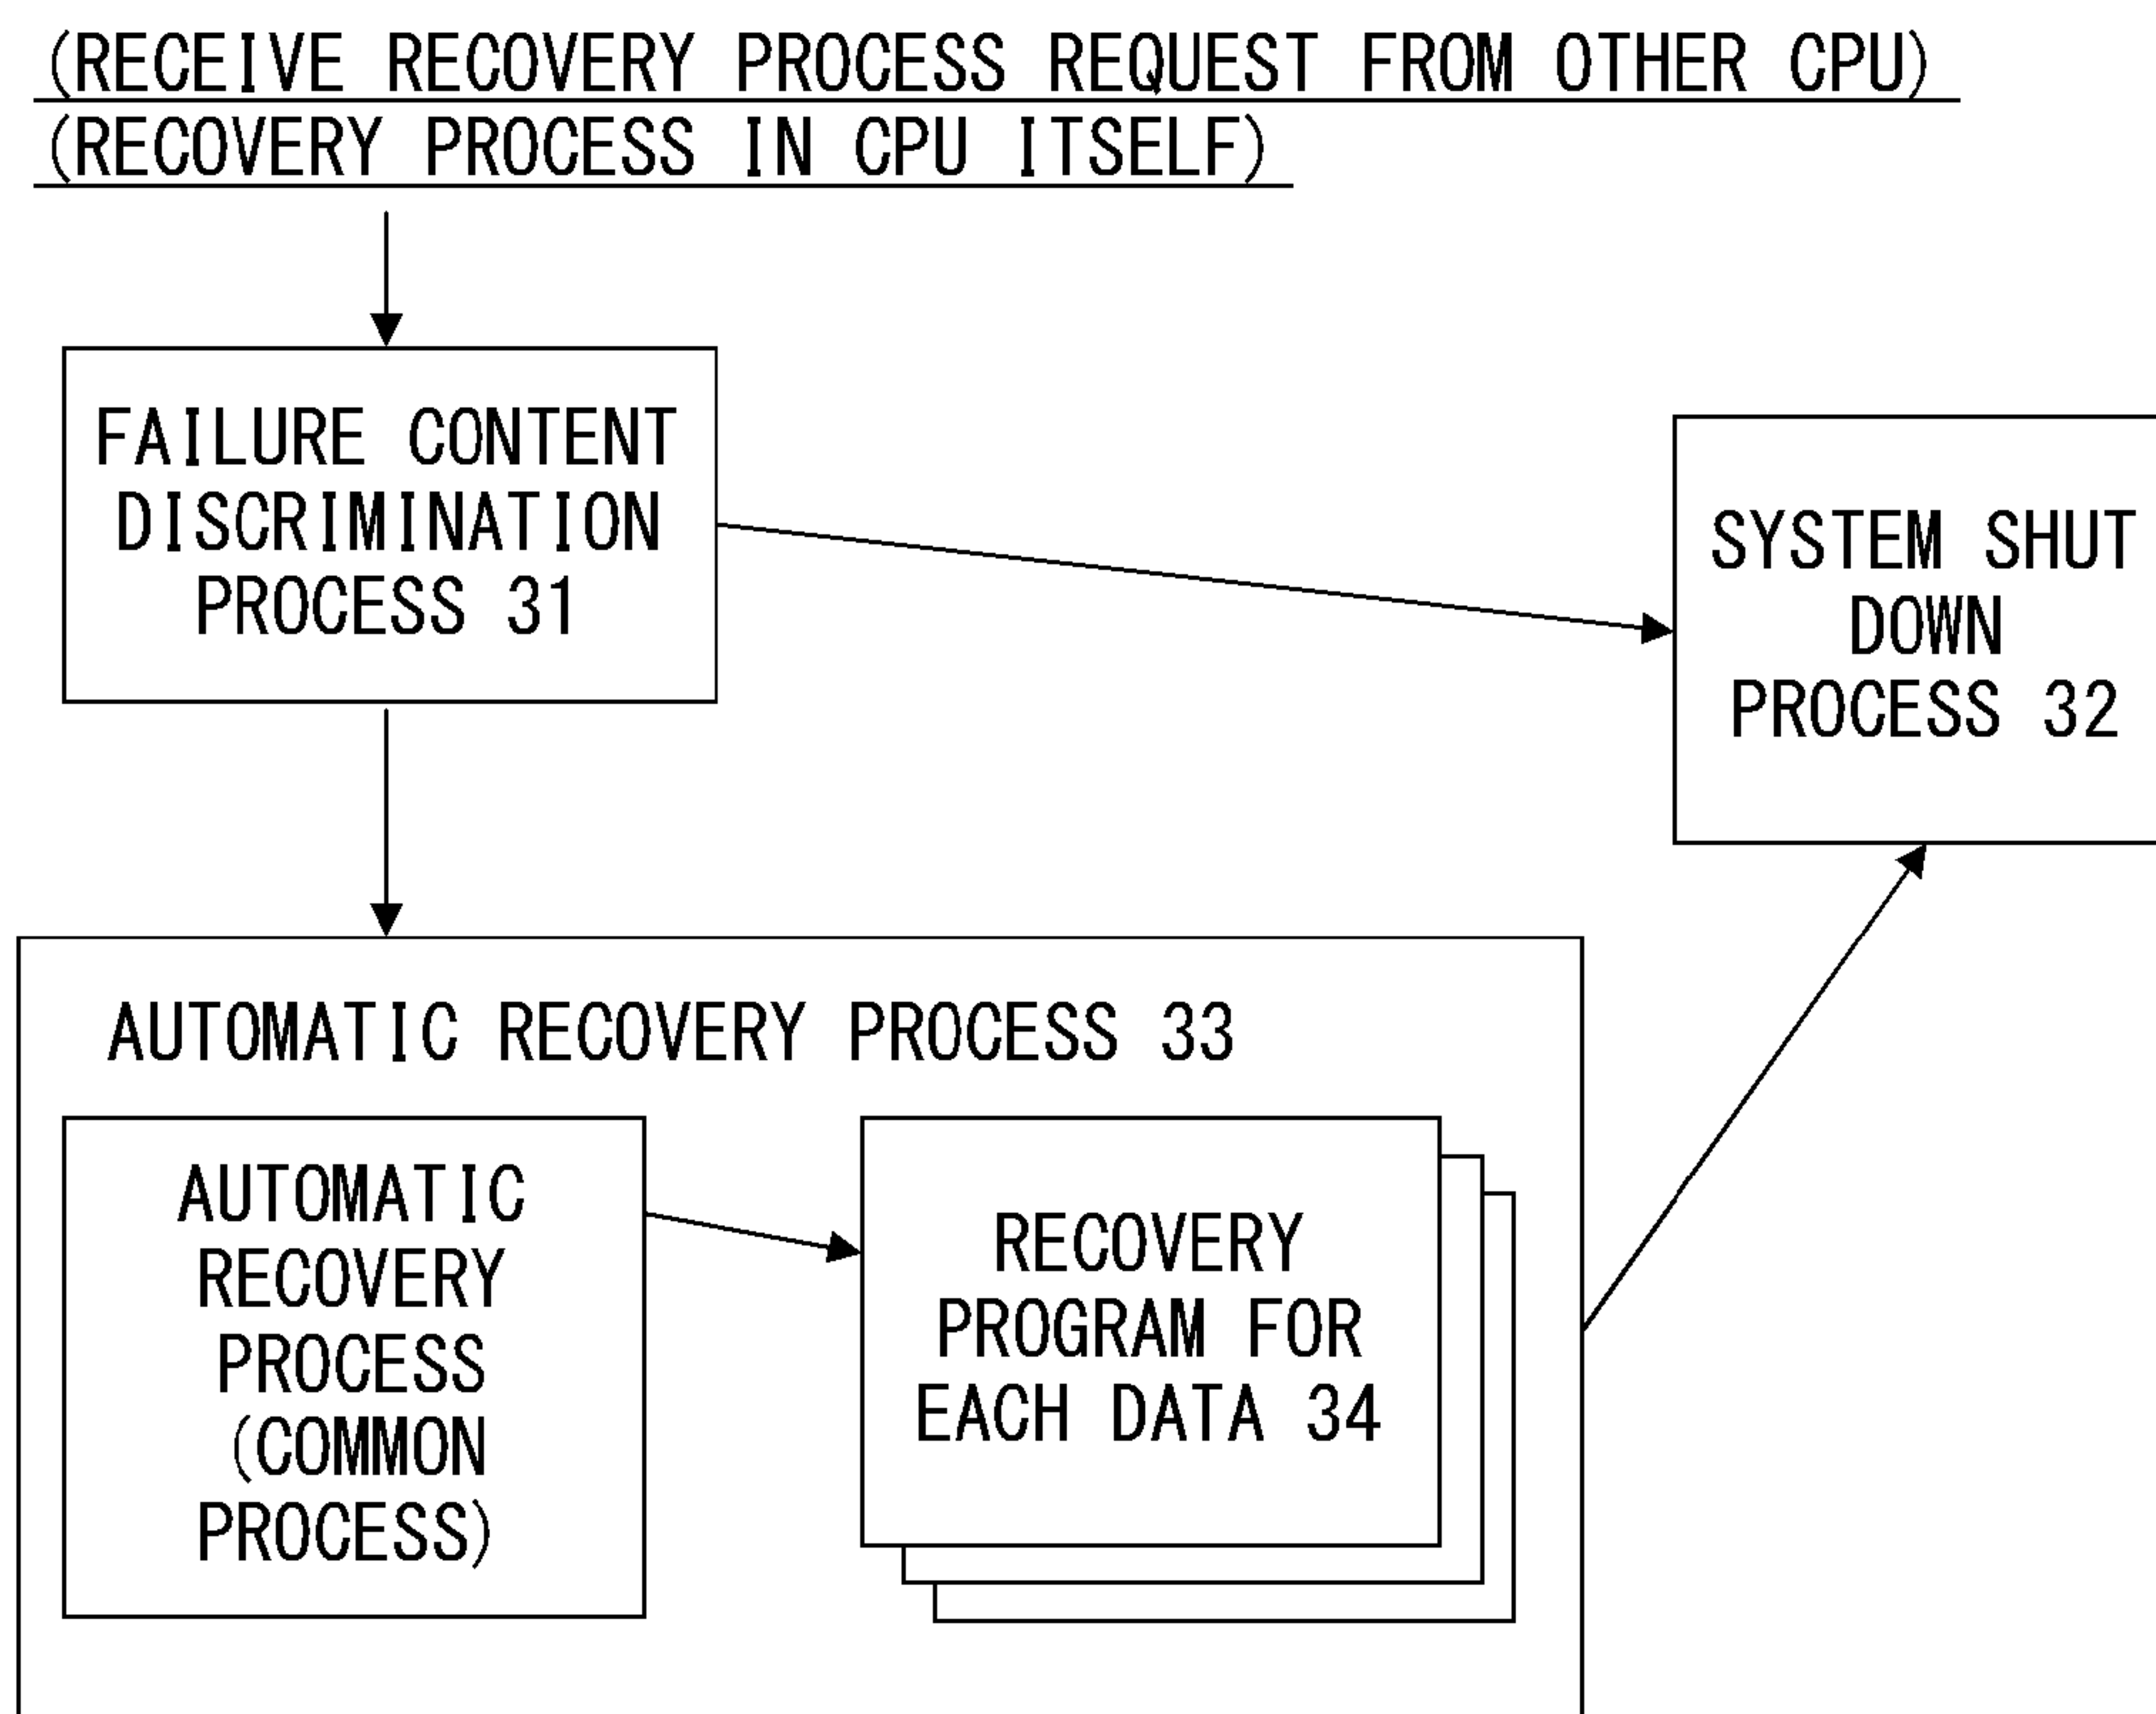 (RECEIVE RECOVERY PROCESS REQUEST FROM OTHER CPU)
(RECOVERY PROCESS IN CPU ITSELF)
FAILURE CONTENT
DISCRIMINATION
PROCESS 31
SYSTEM SHUT
DOWN
PROCESS 32
AUTOMATIC RECOVERY PROCESS 33
AUTOMATIC
RECOVERY
PROCESS
(COMMON
PROCESS)
RECOVERY
PROGRAM FOR
EACH DATA 34